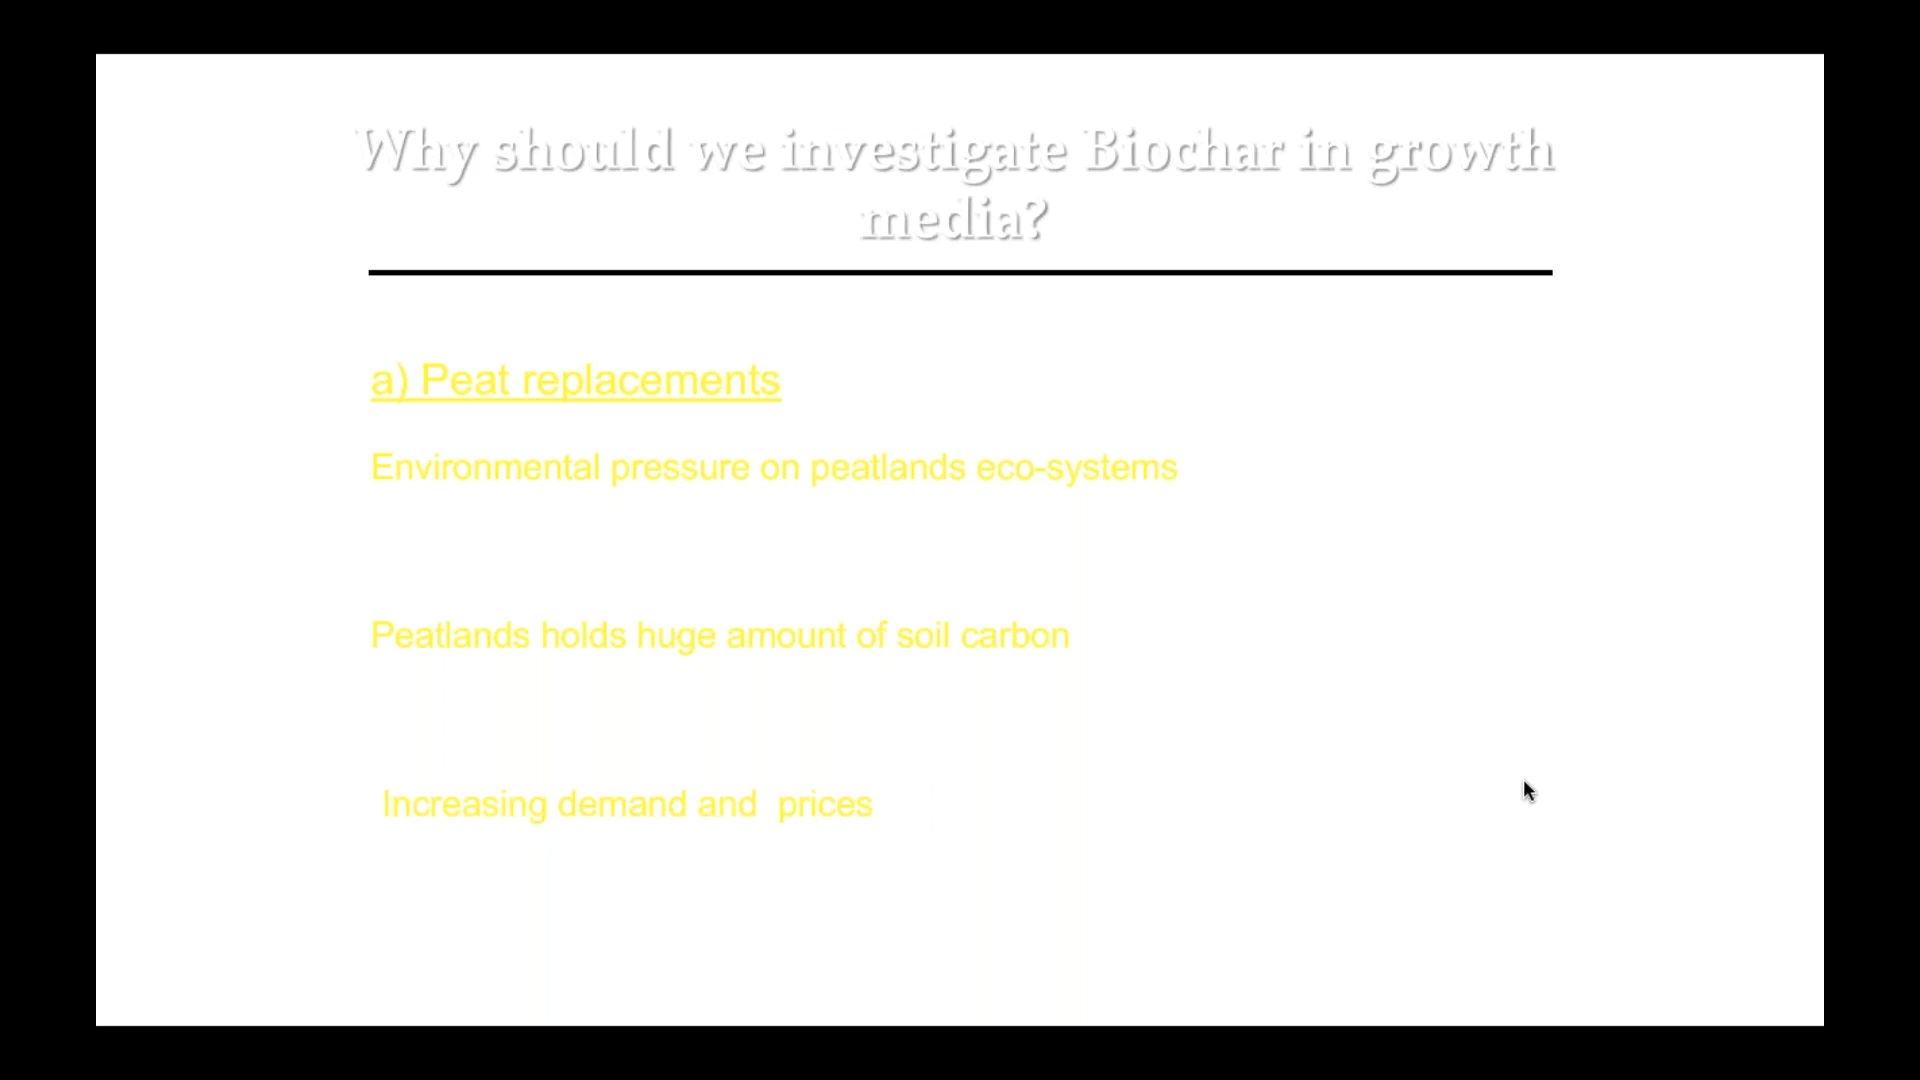 Why should we investigate Biochar in growth
media?
a) Peat replacements
Environmental pressure on peatlands eco-systems
Peatlands holds huge amount of soil carbon
Increasing demand and  prices